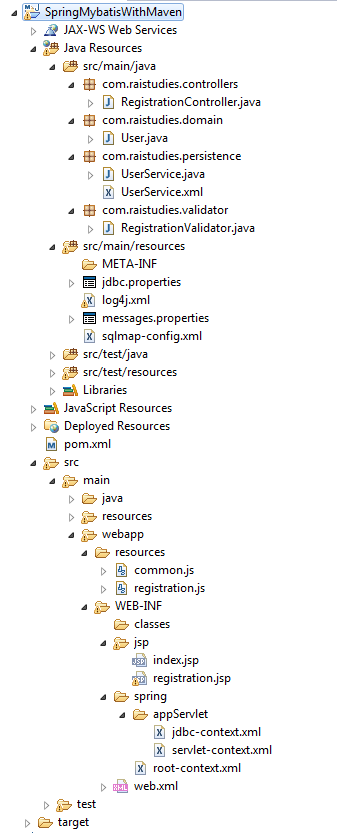 SpringMybatisWithMaven
JAX-WS Web Services
Java Resources
src/main/java
com.raistudies.controllers
RegistrationController.java
com.raistudies.domain
User.java
com.raistudies.persistence
UserService.java
UserService.xml
com.raistudies.validator
RegistrationValidator.java
src/main/resources
META-INF
jdbc.properties
log4j.xml
messages.properties
sqlmap-config.xml
src/test/java
src/test/resources
Libraries
JavaScript Resources
Deployed Resources
pom.xml
src
main
java
resources
webapp
resources
common.js
registration.js
WEB-INF
classes
jsp
index.jsp
registration.jsp
spring
appServlet
jdbc-context.xml
servlet-context.xml
root-context.xml
web.xml
test
target